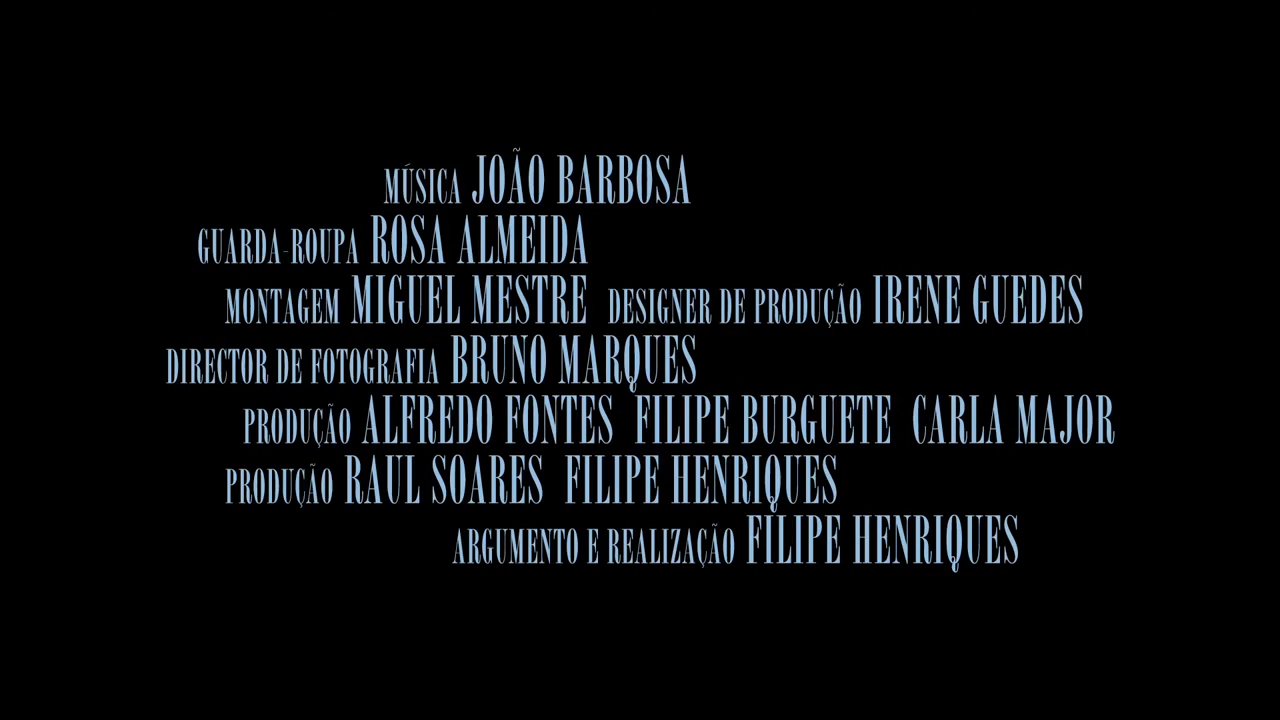 MÚSICA JOÃO BARBOSA
GUARDA-ROUPA ROSA ALMEIDA
MONTAGEM MIGUEL MESTRE DESIGNER DE PRODUÇÃO IRENE GUEDES
DIRECTOR DE FOTOGRAFIA BRUNO MARQUES
PRODUÇÃO ALFREDO FONTES FILIPE BURGUETE CARLA MAJOR
PRODUÇÃO RAUL SOARES FILIPE HENRIQUES
ARGUMENTO E REALIZAÇÃO FILIPE HENRIQUES